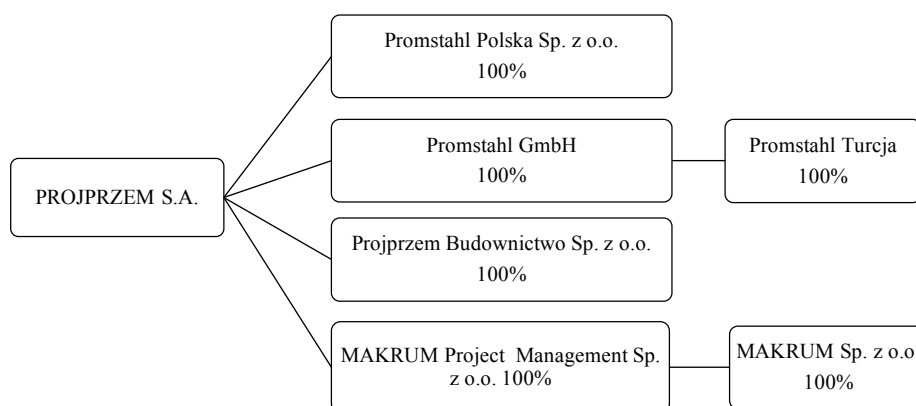 Promstahl Polska Sp. z o.o.
100%
Promstahl GmbH
100%
Promstahl Turcja
100%
PROJPRZEM S.A.
Projprzem Budownictwo Sp. z o.o.
100%
MAKRUM Project Management Sp.
z o.o. 100%
MAKRUM Sp. z o.o
100%